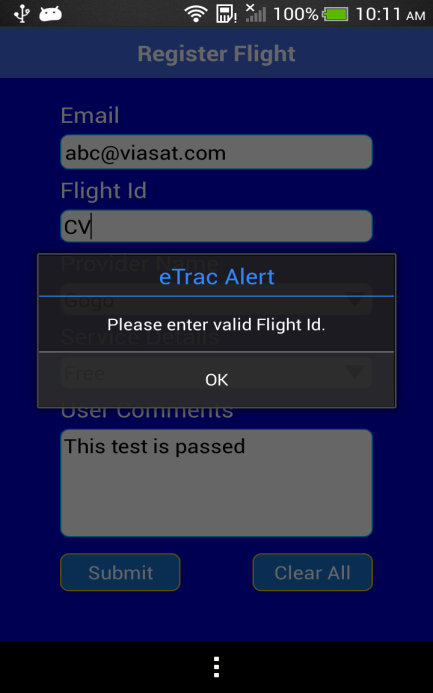 100% 10:11 AM
Register Flight
Email
abc@viasat.com
Flight Id
CV
Provider Name
eTrac Alert
Gogo
Please enter valid Flight Id.
Service Details
Free
OK
User Comments
This test is passed
Submit Clear All